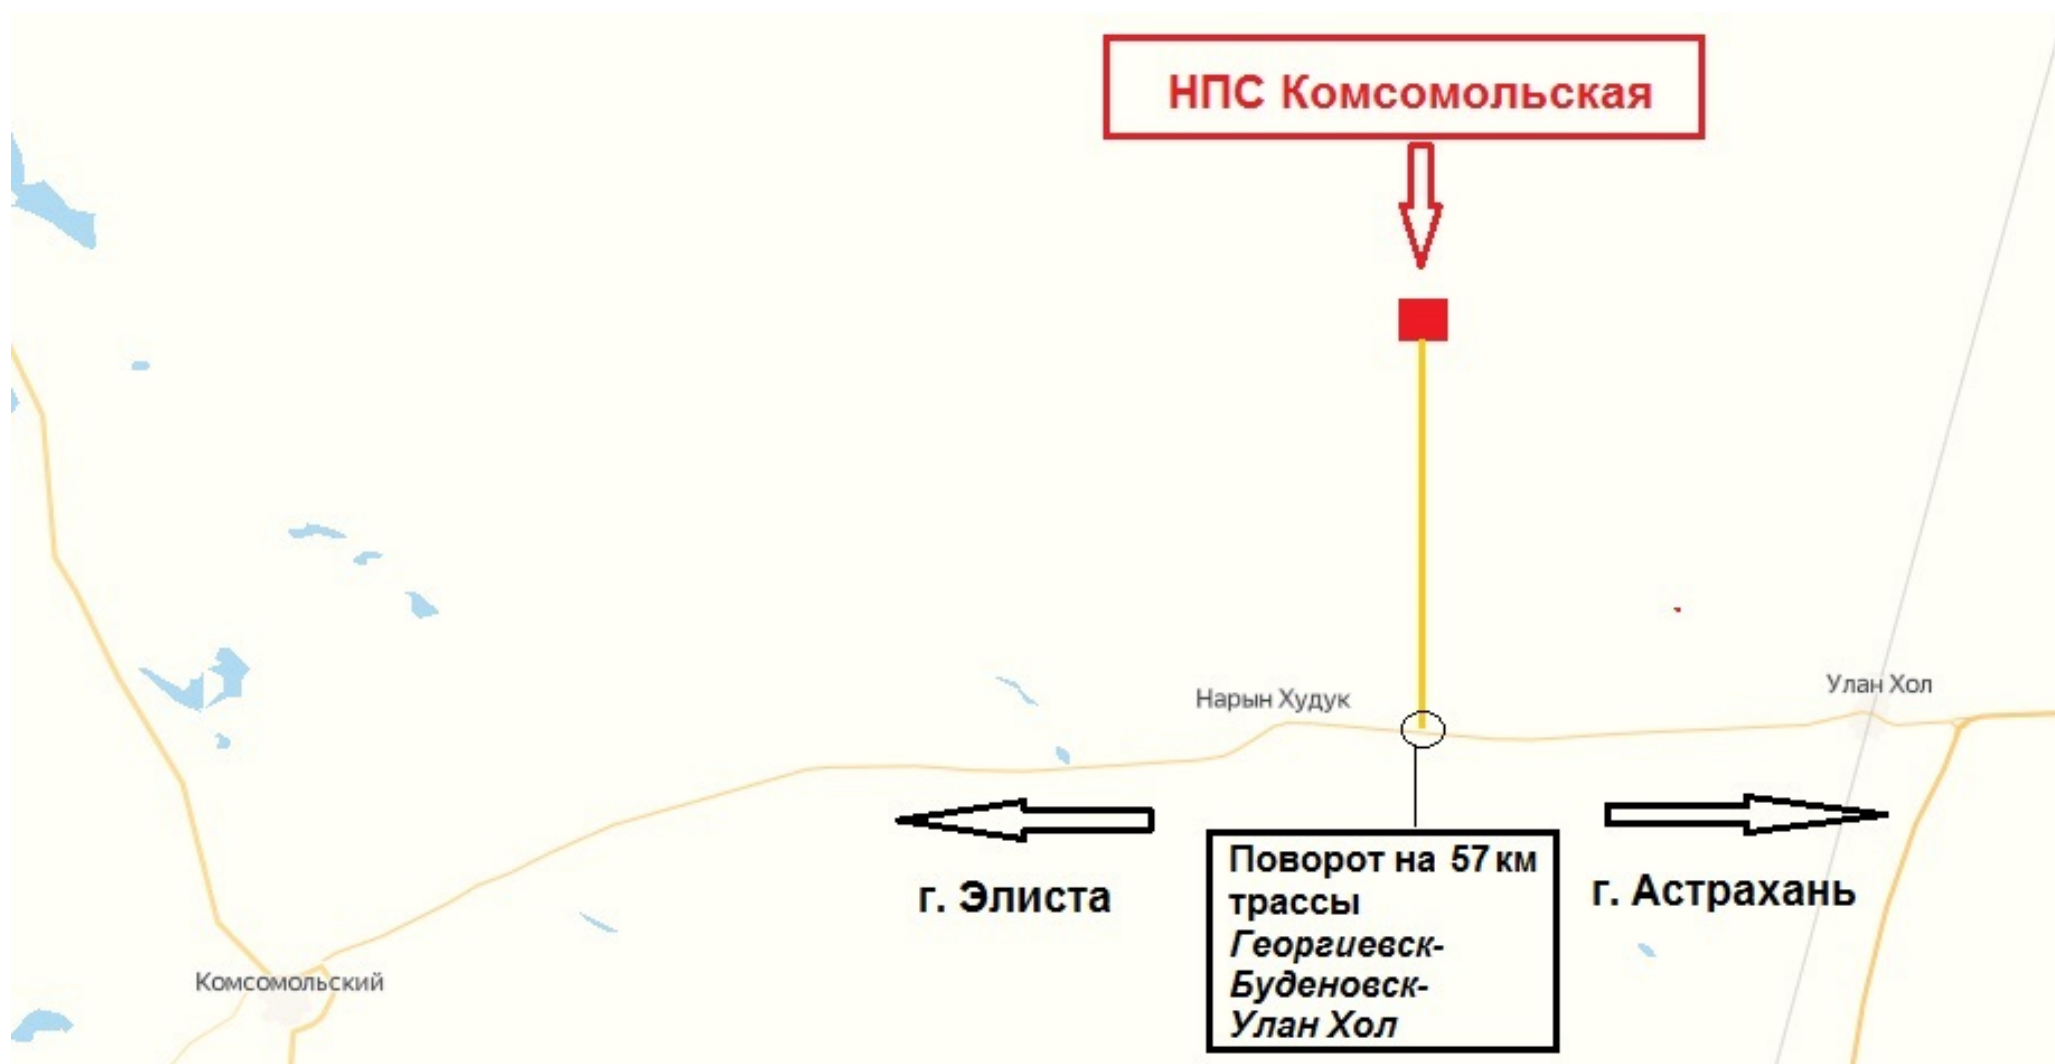 НПС Комсомольская
Улан Хол
Нарын Худук
г. Элиста
Поворот на 57 км
трассы
Георгиевск-
Буденовск-
Улан Хол
г. Астрахань
Комсомольский